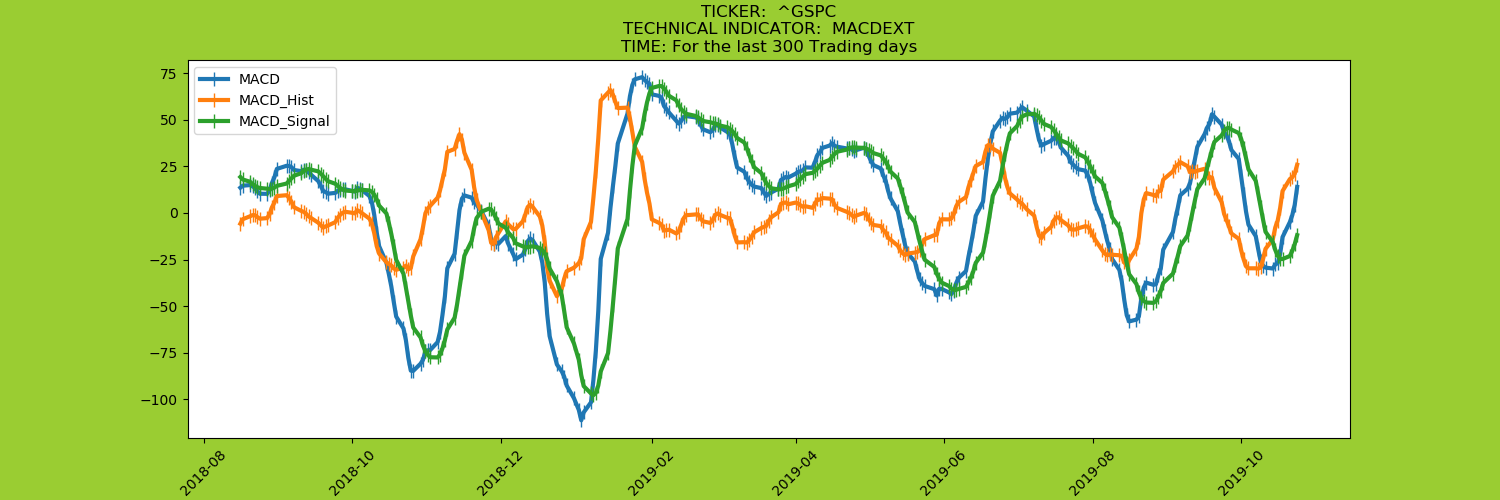 TICKER:  ^GSPC
TECHNICAL INDICATOR:  MACDEXT
TIME: For the last 300 Trading days
MACD
MACD_Hist
MACD_Signal
75
50
25
0
−25
−50
−75
−100
2018-08
2018-10
2018-12
2019-02
2019-04
2019-06
2019-08
2019-10